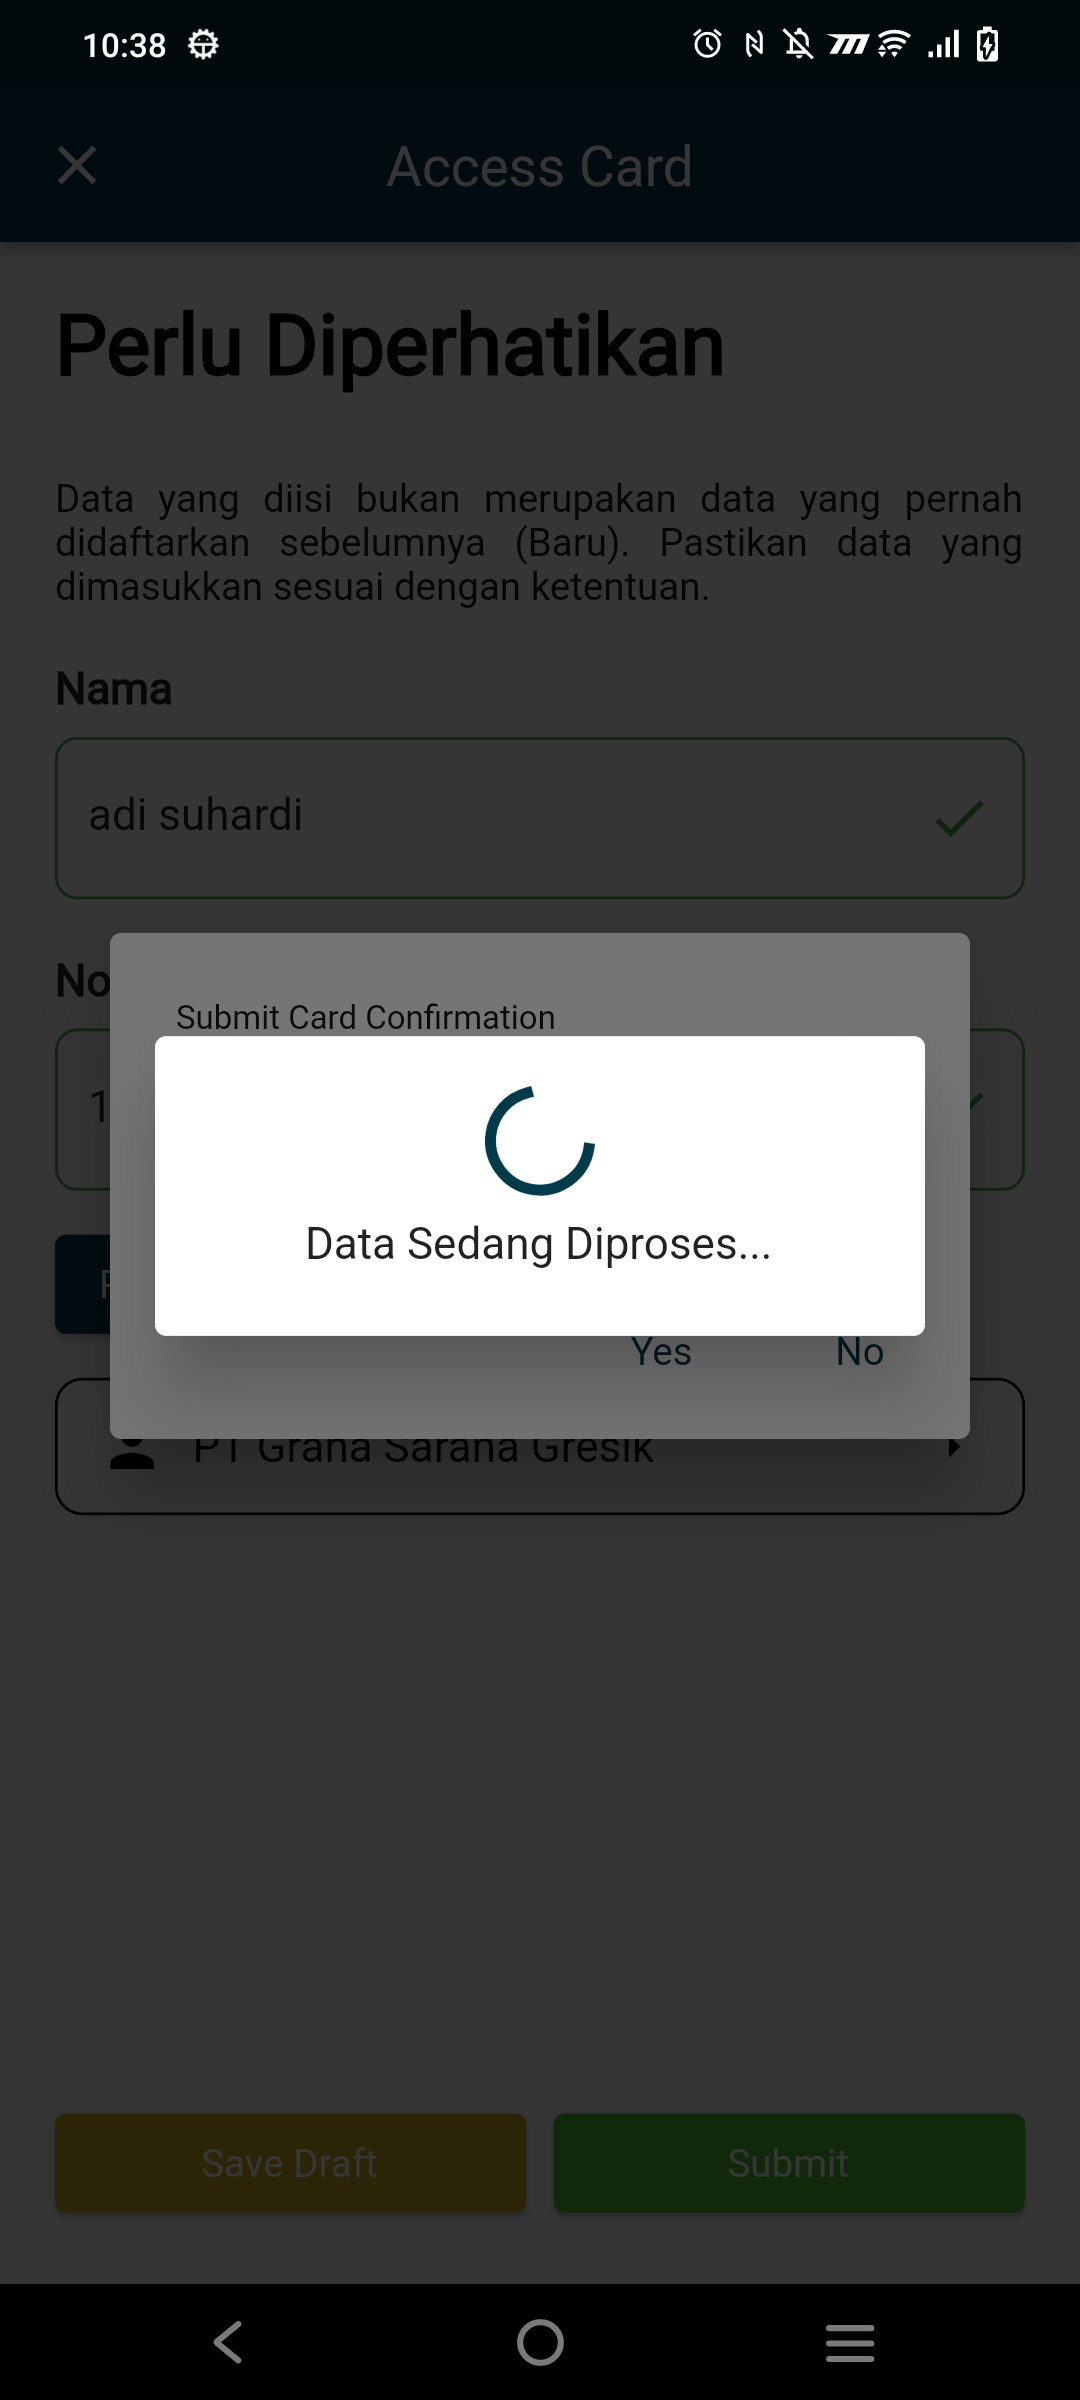 10:38
Access Card
Perlu Diperhatikan
Data yang diisi bukan merupakan data yang pernah
didaftarkan sebelumnya (Baru). Pastikan data yang
dimasukkan sesuai dengan ketentuan.
Nama
adi suhardi
No
Submit Card Confirmation
1
Data Sedang Diproses...
Yes No
PT Graha Sarana Gresik
Save Draft Submit